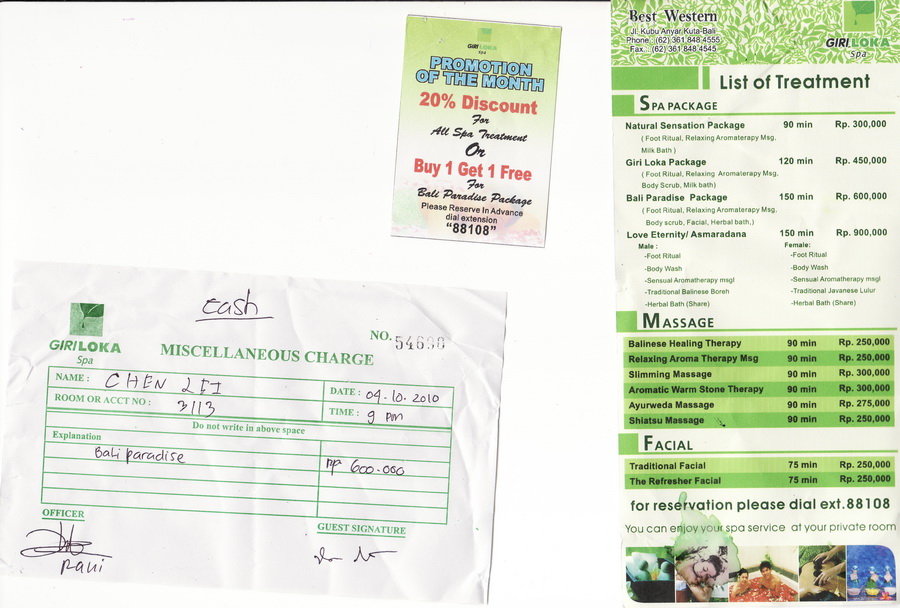 GIRI LOKA
Spa
PROMOTION
OF THE MONTH
20% Discount
For
All Spa Treatment
Or
Buy 1 Get 1 Free
For
Bali Paradise Package
Please Reserve In Advance
dial extension
"88108"
cash
GIRI LOKA
Spa
MISCELLANEOUS CHARGE
NO. 54690
NAME : CHEN LEI
DATE : 04.10.2010
ROOM OR ACCT NO : 3113
TIME : 9 pm
Do not write in above space
Explanation
Bali paradise
Rp 600.000
OFFICER
GUEST SIGNATURE
Rani
Best Western
Jl. Kubu Anyar Kuta-Bali
Phone : (62) 361 848 4555
Fax... (62) 361 848 4545
GIRI LOKA
Spa
List of Treatment
SPA PACKAGE
Natural Sensation Package 90 min Rp. 300,000
( Foot Ritual, Relaxing Aromaterapy Msg,
Milk Bath )
Giri Loka Package 120 min Rp. 450,000
( Foot Ritual, Relaxing Aromaterapy Msg,
Body Scrub, Milk bath)
Bali Paradise Package 150 min Rp. 600,000
( Foot Ritual, Relaxing Aromaterapy Msg,
Body scrub, Facial, Herbal bath,)
Love Eternity/ Asmaradana 150 min Rp. 900,000
Male : Female:
-Foot Ritual -Foot Ritual
-Body Wash -Body Wash
-Sensual Aromatherapy msgl -Sensual Aromatherapy msgl
-Traditional Balinese Boreh -Traditional Javanese Lulur
-Herbal Bath (Share) -Herbal Bath (Share)
MASSAGE
Balinese Healing Therapy 90 min Rp. 250,000
Relaxing Aroma Therapy Msg 90 min Rp. 250,000
Slimming Massage 90 min Rp. 300,000
Aromatic Warm Stone Therapy 90 min Rp. 300,000
Ayurweda Massage 90 min Rp. 275,000
Shiatsu Massage 90 min Rp. 250,000
FACIAL
Traditional Facial 75 min Rp. 250,000
The Refresher Facial 75 min Rp. 250,000
for reservation please dial ext.88108
You can enjoy your spa service at your private room